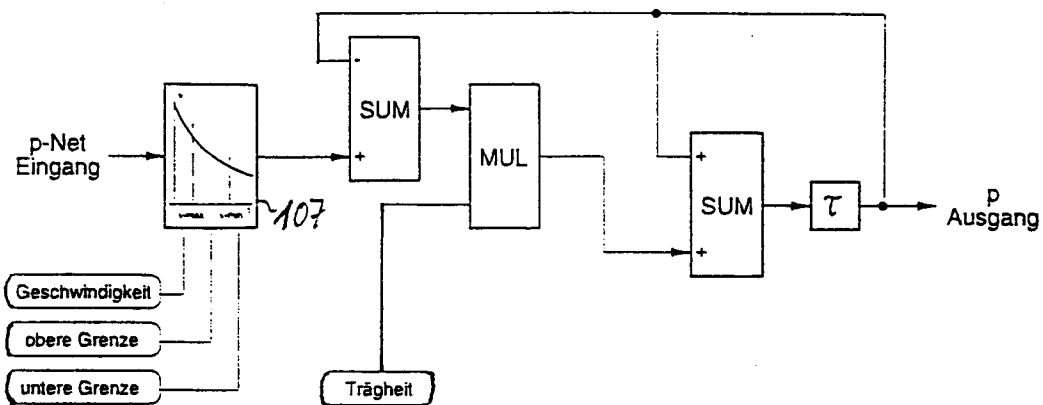 -
SUM
+
p-Net
Eingang
MUL
107
+
SUM
+
τ
p
Ausgang
Geschwindigkeit
obere Grenze
untere Grenze
Trägheit